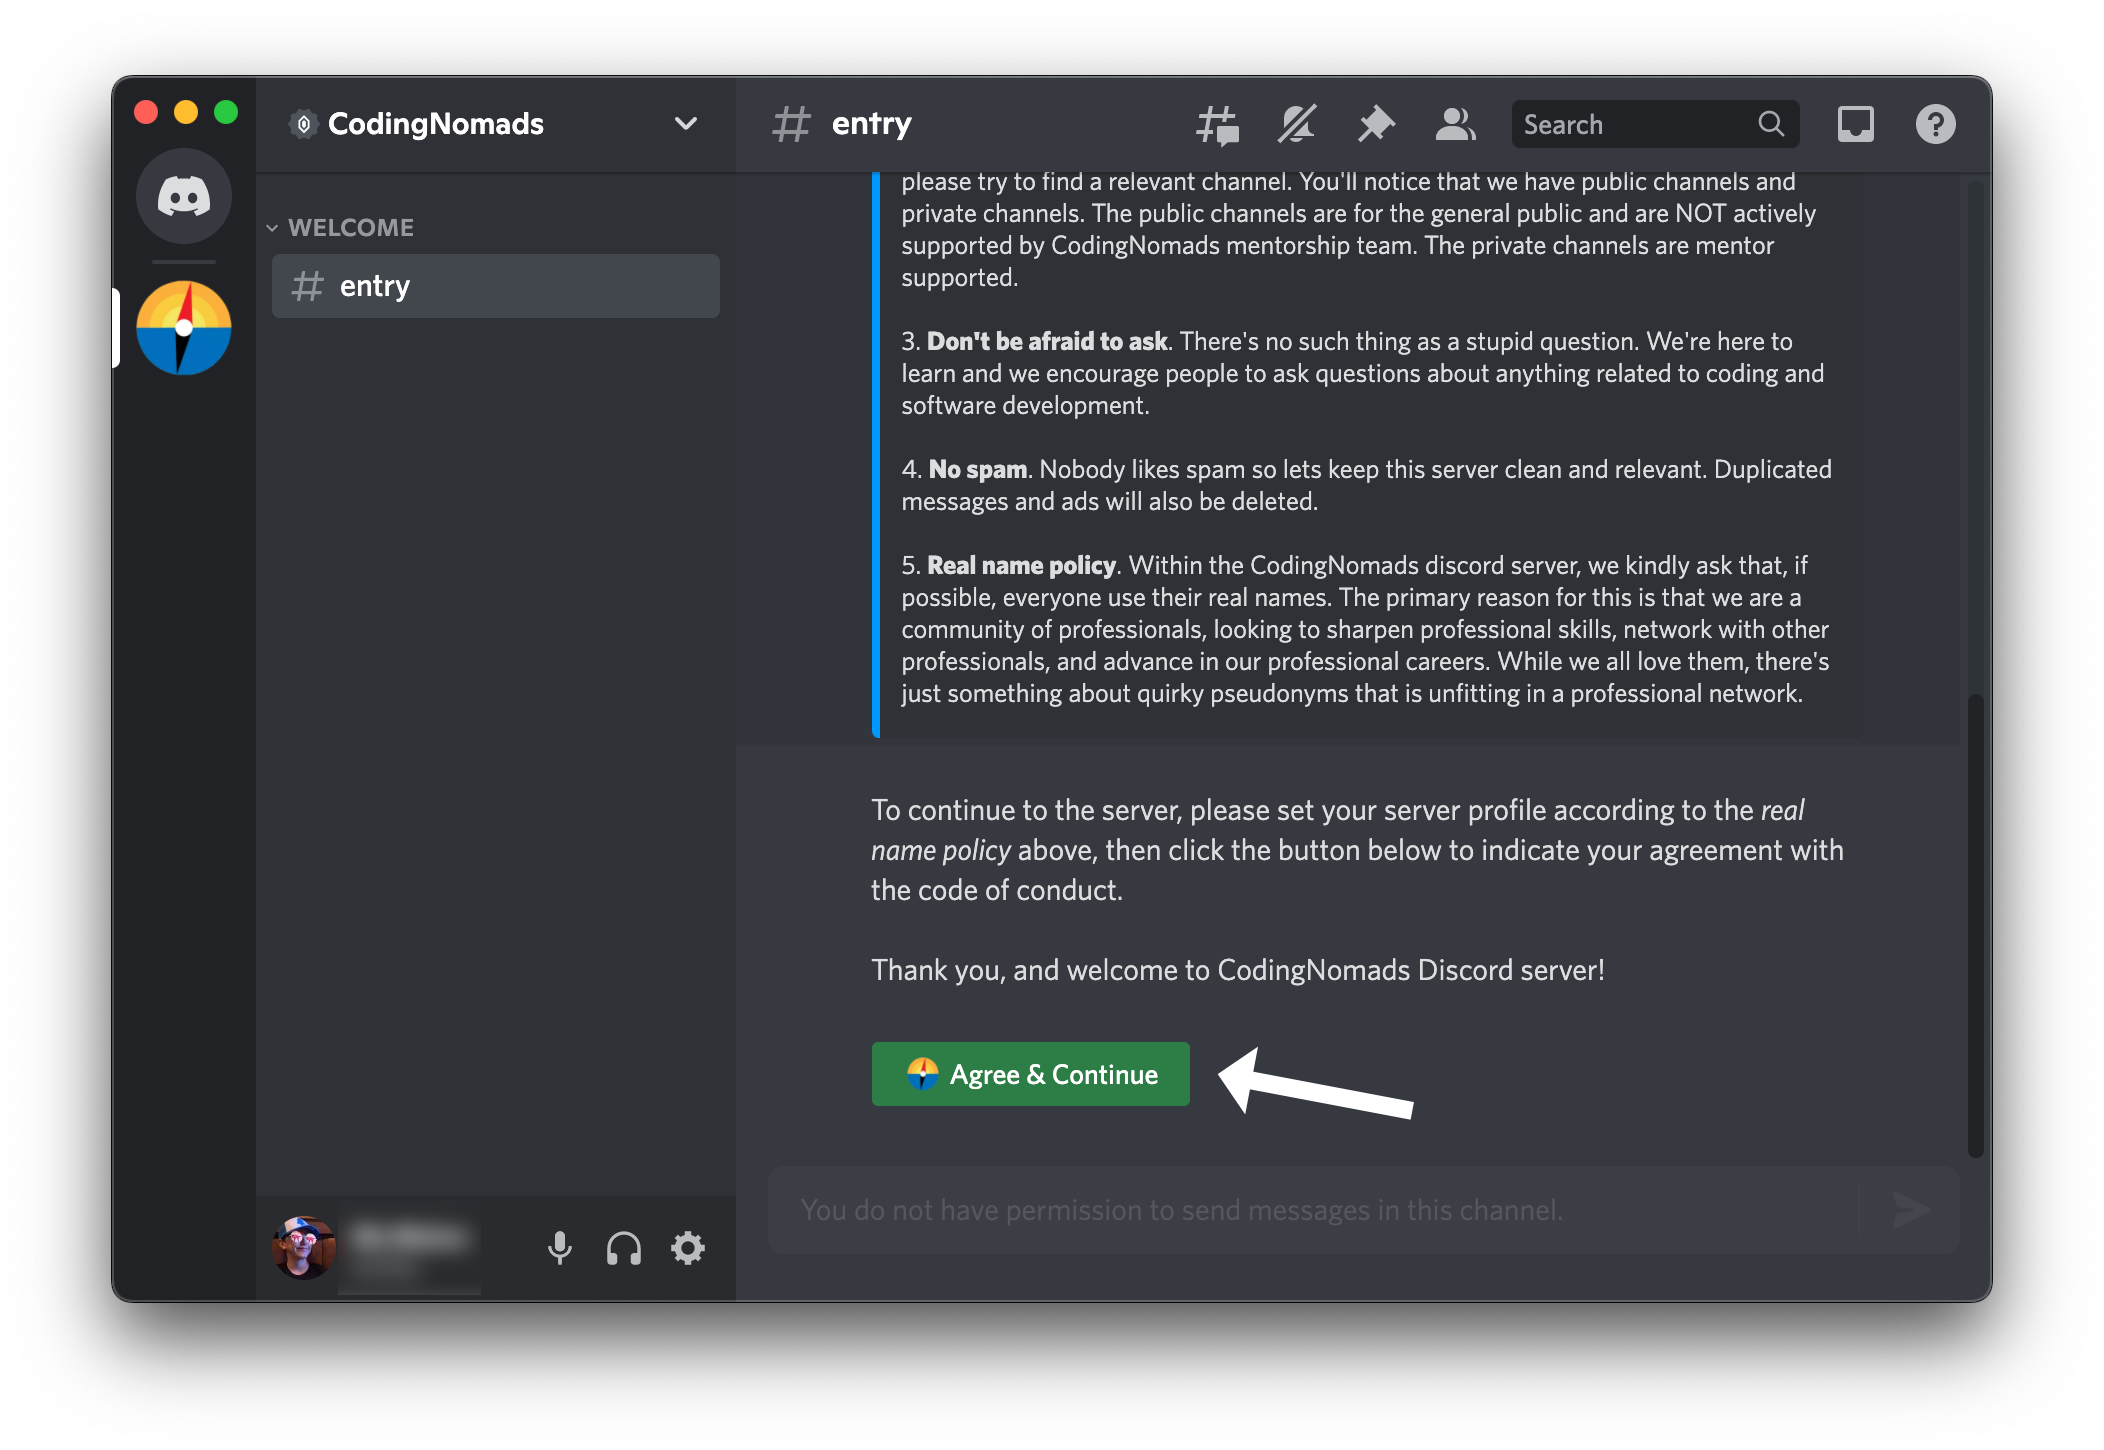 CodingNomads
# entry
Search
WELCOME
# entry
please try to find a relevant channel. You'll notice that we have public channels and
private channels. The public channels are for the general public and are NOT actively
supported by CodingNomads mentorship team. The private channels are mentor
supported.
3. Don't be afraid to ask. There's no such thing as a stupid question. We're here to
learn and we encourage people to ask questions about anything related to coding and
software development.
4. No spam. Nobody likes spam so lets keep this server clean and relevant. Duplicated
messages and ads will also be deleted.
5. Real name policy. Within the CodingNomads discord server, we kindly ask that, if
possible, everyone use their real names. The primary reason for this is that we are a
community of professionals, looking to sharpen professional skills, network with other
professionals, and advance in our professional careers. While we all love them, there's
just something about quirky pseudonyms that is unfitting in a professional network.
To continue to the server, please set your server profile according to the real
name policy above, then click the button below to indicate your agreement with
the code of conduct.
Thank you, and welcome to CodingNomads Discord server!
Agree & Continue
You do not have permission to send messages in this channel.